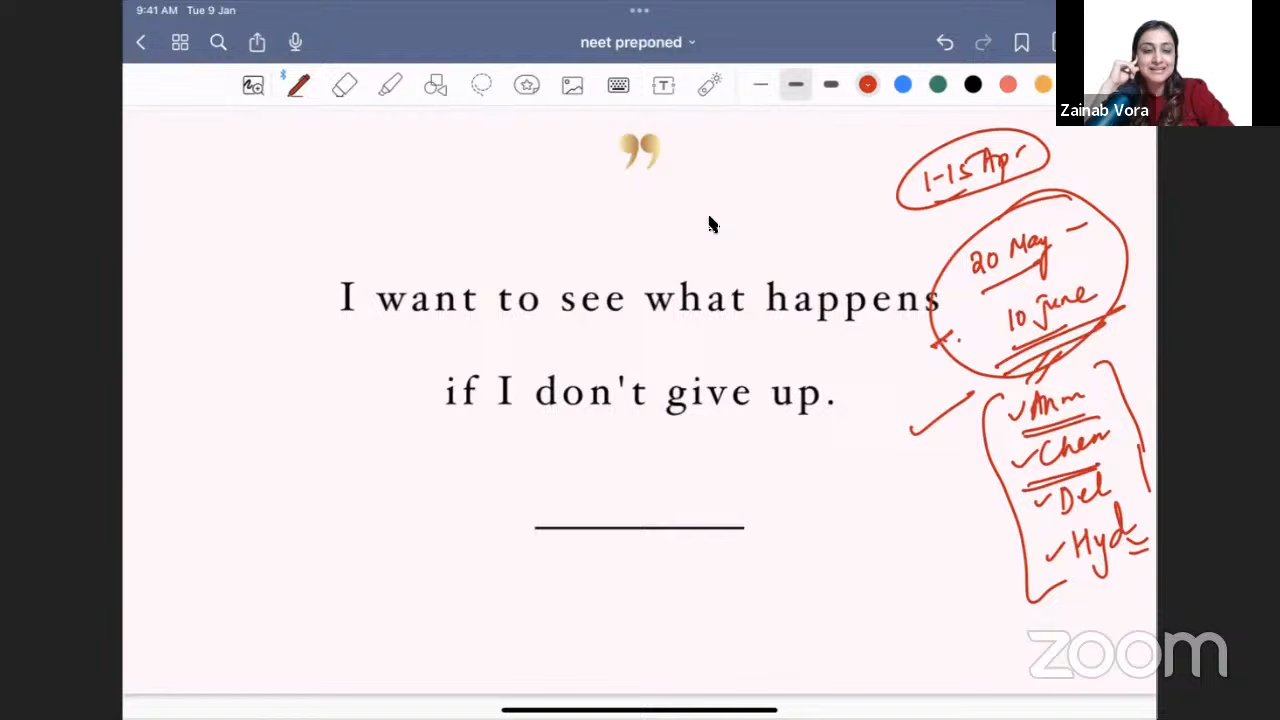 9:41 AM Tue 9 Jan
neet preponed
Zainab Vora
”
1-15 Apr
20 May -
10 June
I want to see what happens
if I don't give up.
Chen
Del
Hyd
zoom